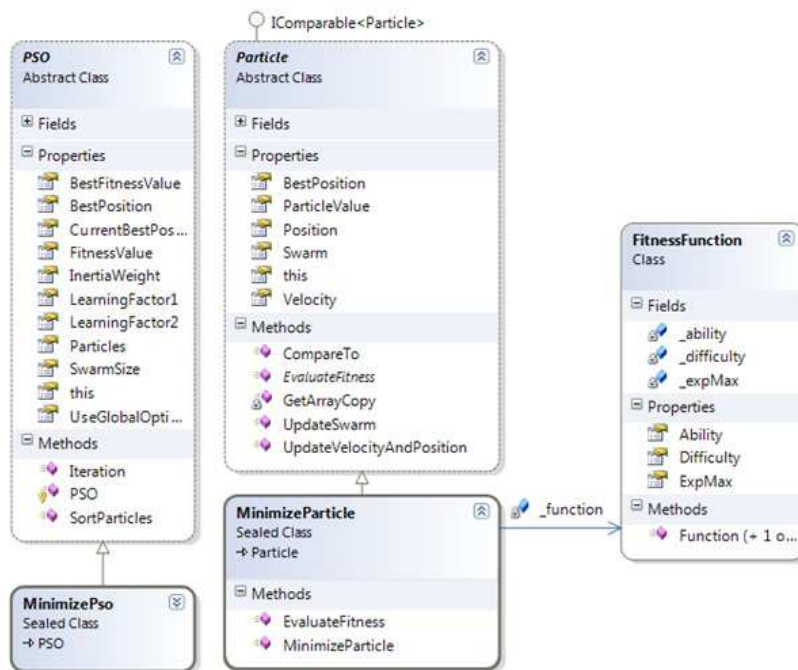 IComparable<Particle>
PSO
Abstract Class
Fields
Properties
BestFitnessValue
BestPosition
CurrentBestPos...
FitnessValue
InertiaWeight
LearningFactor1
LearningFactor2
Particles
SwarmSize
this
UseGlobalOpti...
Methods
Iteration
PSO
SortParticles
MinimizePso
Sealed Class
→ PSO
Particle
Abstract Class
Fields
Properties
BestPosition
ParticleValue
Position
Swarm
this
Velocity
Methods
CompareTo
EvaluateFitness
GetArrayCopy
UpdateSwarm
UpdateVelocityAndPosition
MinimizeParticle
Sealed Class
→ Particle
Methods
EvaluateFitness
MinimizeParticle
_function
FitnessFunction
Class
Fields
_ability
_difficulty
_expMax
Properties
Ability
Difficulty
ExpMax
Methods
Function (+ 1 o...